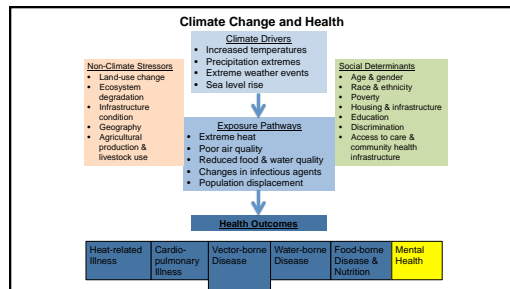 Climate Change and Health
Climate Drivers
• Increased temperatures
• Precipitation extremes
• Extreme weather events
• Sea level rise
Non-Climate Stressors
• Land-use change
• Ecosystem
degradation
• Infrastructure
condition
• Geography
• Agricultural
production &
livestock use
Social Determinants
• Age & gender
• Race & ethnicity
• Poverty
• Housing & infrastructure
• Education
• Discrimination
• Access to care &
community health
infrastructure
Exposure Pathways
• Extreme heat
• Poor air quality
• Reduced food & water quality
• Changes in infectious agents
• Population displacement
Health Outcomes
Heat-related
Illness
Cardio-
pulmonary
Illness
Vector-borne
Disease
Water-borne
Disease
Food-borne
Disease &
Nutrition
Mental
Health